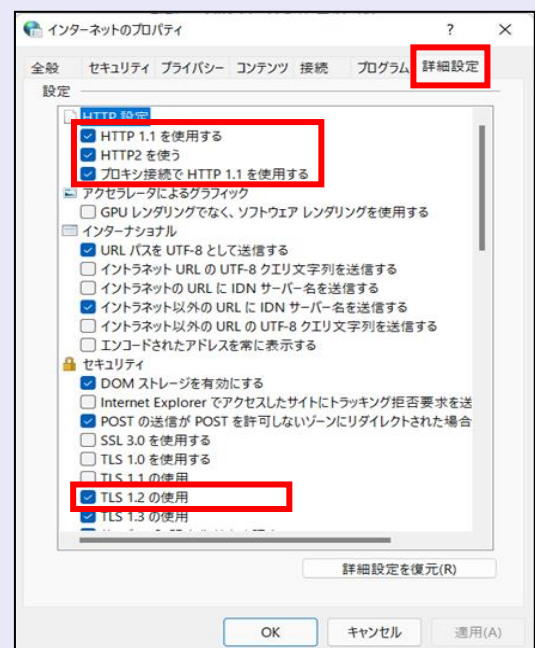 インターネットのプロパティ ? ×
全般 セキュリティ プライバシー コンテンツ 接続 プログラム 詳細設定
設定
HTTP 設定
HTTP 1.1 を使用する
HTTP2 を使う
プロキシ接続で HTTP 1.1 を使用する
アクセラレータによるグラフィック
GPU レンダリングでなく、ソフトウェア レンダリングを使用する
インターナショナル
URL パスを UTF-8 として送信する
イントラネット URL の UTF-8 クエリ文字列を送信する
イントラネットの URL に IDN サーバー名を送信する
イントラネット以外の URL に IDN サーバー名を送信する
イントラネット以外の URL の UTF-8 クエリ文字列を送信する
エンコードされたアドレスを常に表示する
セキュリティ
DOM ストレージを有効にする
Internet Explorer でアクセスしたサイトにトラッキング拒否要求を送
POST の送信が POST を許可しないゾーンにリダイレクトされた場合
SSL 3.0 を使用する
TLS 1.0 を使用する
TLS 1.1 の使用
TLS 1.2 の使用
TLS 1.3 の使用
詳細設定を復元(R)
OK キャンセル 適用(A)